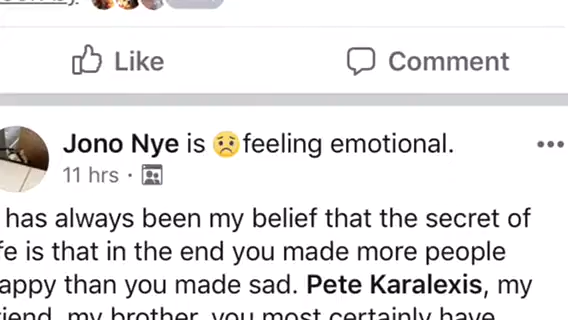 Like Comment
Jono Nye is feeling emotional.
11 hrs ·
has always been my belief that the secret of
fe is that in the end you made more people
appy than you made sad. Pete Karalexis, my
iend, my brother, you most certainly have